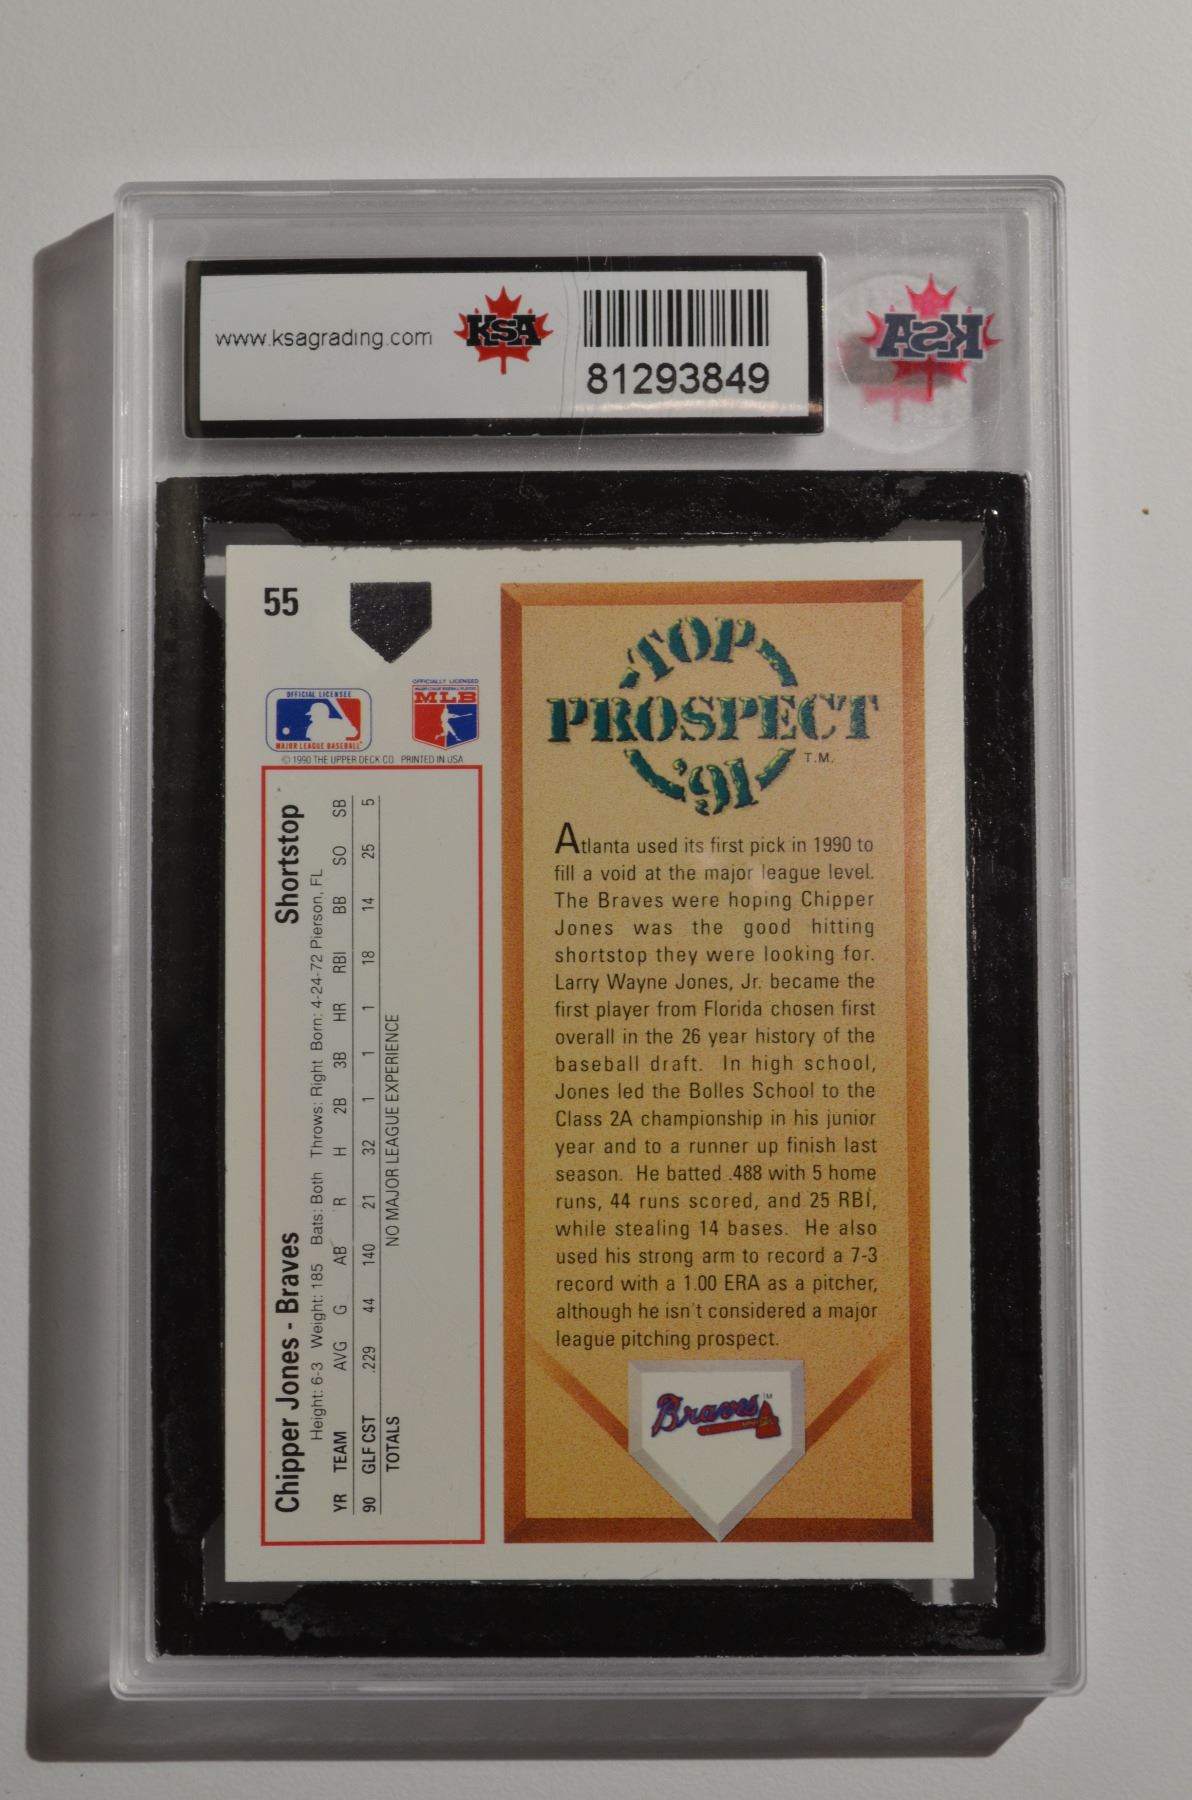 www.ksagrading.com
KSA
81293849
KSA
55
OFFICIAL LICENSEE
MAJOR LEAGUE BASEBALL
OFFICIALLY LICENSED
MAJOR LEAGUE BASEBALL PLAYERS
MLB
© 1990 THE UPPER DECK CO. PRINTED IN USA
Chipper Jones - Braves Shortstop
Height: 6-3 Weight: 185 Bats: Both Throws: Right Born: 4-24-72 Pierson, FL
YR TEAM AVG G AB R H 2B 3B HR RBI BB SO SB
90 GLF CST .229 44 140 21 32 1 1 1 18 14 25 5
TOTALS NO MAJOR LEAGUE EXPERIENCE
TOP
PROSPECT
'91
T.M.
Atlanta used its first pick in 1990 to
fill a void at the major league level.
The Braves were hoping Chipper
Jones was the good hitting
shortstop they were looking for.
Larry Wayne Jones, Jr. became the
first player from Florida chosen first
overall in the 26 year history of the
baseball draft. In high school,
Jones led the Bolles School to the
Class 2A championship in his junior
year and to a runner up finish last
season. He batted .488 with 5 home
runs, 44 runs scored, and 25 RBI,
while stealing 14 bases. He also
used his strong arm to record a 7-3
record with a 1.00 ERA as a pitcher,
although he isn't considered a major
league pitching prospect.
Braves TM